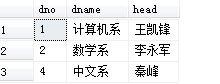 dno dname head
1 1 计算机系 王凯锋
2 2 数学系 李永军
3 4 中文系 秦峰